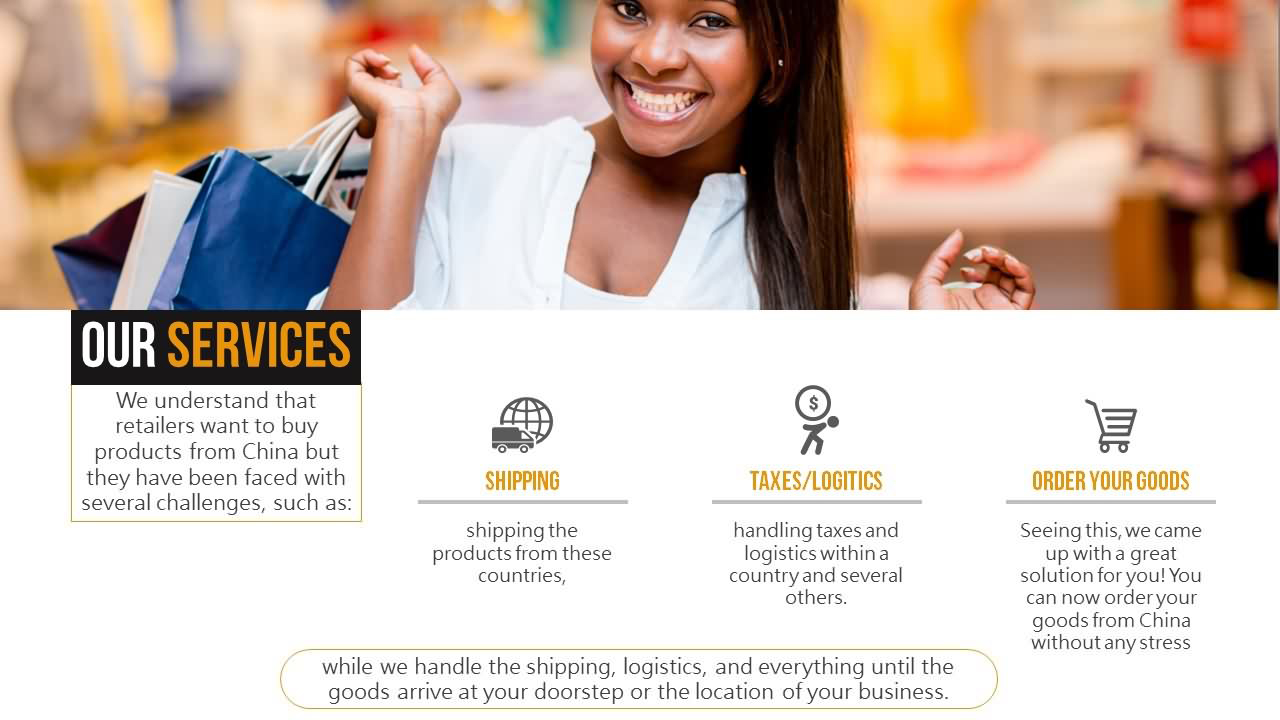 OUR SERVICES
We understand that
retailers want to buy
products from China but
they have been faced with
several challenges, such as:
$
SHIPPING
shipping the
products from these
countries,
TAXES/LOGITICS
handling taxes and
logistics within a
country and several
others.
ORDER YOUR GOODS
Seeing this, we came
up with a great
solution for you! You
can now order your
goods from China
without any stress
while we handle the shipping, logistics, and everything until the
goods arrive at your doorstep or the location of your business.